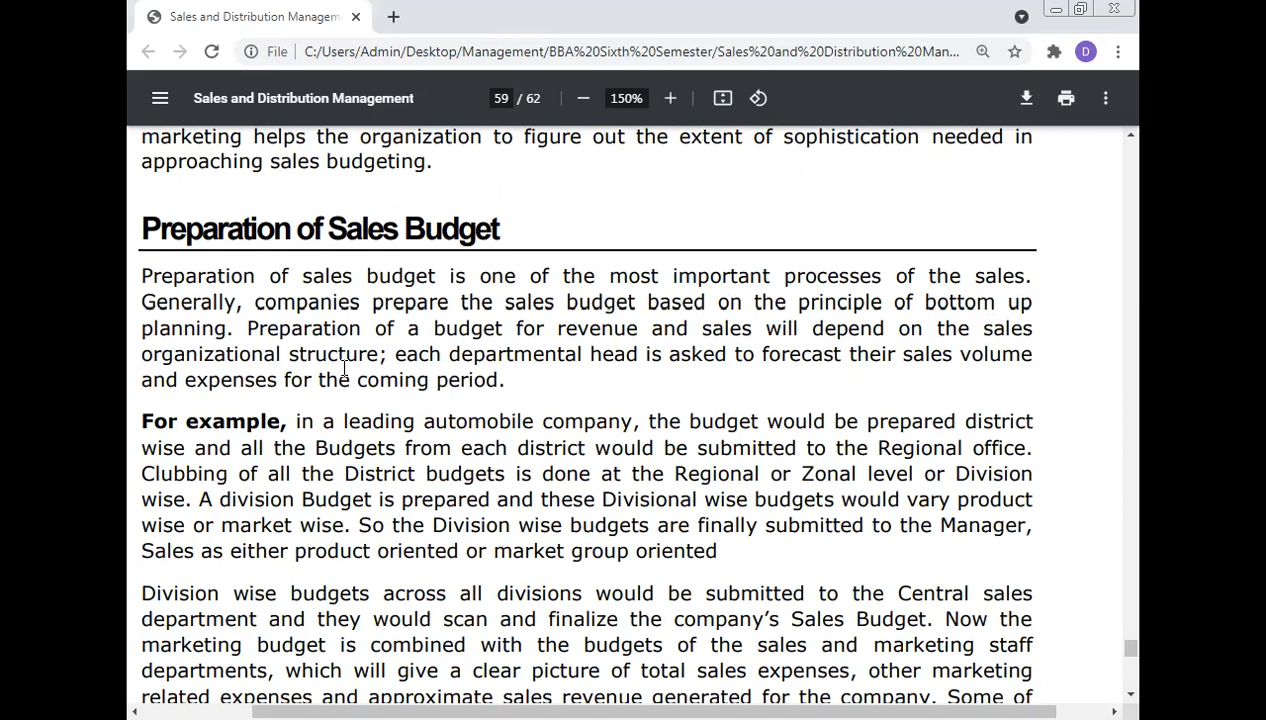 Sales and Distribution Managem
File C:/Users/Admin/Desktop/Management/BBA%20Sixth%20Semester/Sales%20and%20Distribution%20Man...
D
Sales and Distribution Management 59 / 62 150%
marketing helps the organization to figure out the extent of sophistication needed in
approaching sales budgeting.
Preparation of Sales Budget
Preparation of sales budget is one of the most important processes of the sales.
Generally, companies prepare the sales budget based on the principle of bottom up
planning. Preparation of a budget for revenue and sales will depend on the sales
organizational structure; each departmental head is asked to forecast their sales volume
and expenses for the coming period.
For example, in a leading automobile company, the budget would be prepared district
wise and all the Budgets from each district would be submitted to the Regional office.
Clubbing of all the District budgets is done at the Regional or Zonal level or Division
wise. A division Budget is prepared and these Divisional wise budgets would vary product
wise or market wise. So the Division wise budgets are finally submitted to the Manager,
Sales as either product oriented or market group oriented
Division wise budgets across all divisions would be submitted to the Central sales
department and they would scan and finalize the company’s Sales Budget. Now the
marketing budget is combined with the budgets of the sales and marketing staff
departments, which will give a clear picture of total sales expenses, other marketing
related expenses and approximate sales revenue generated for the company. Some of